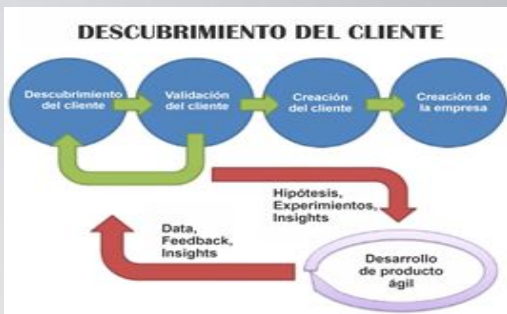 DESCUBRIMIENTO DEL CLIENTE
Descubrimiento
del cliente
Validación
del cliente
Creación
del cliente
Creación de
la empresa
Hipótesis,
Experimientos,
Insights
Data,
Feedback,
Insights
Desarrollo
de producto
ágil